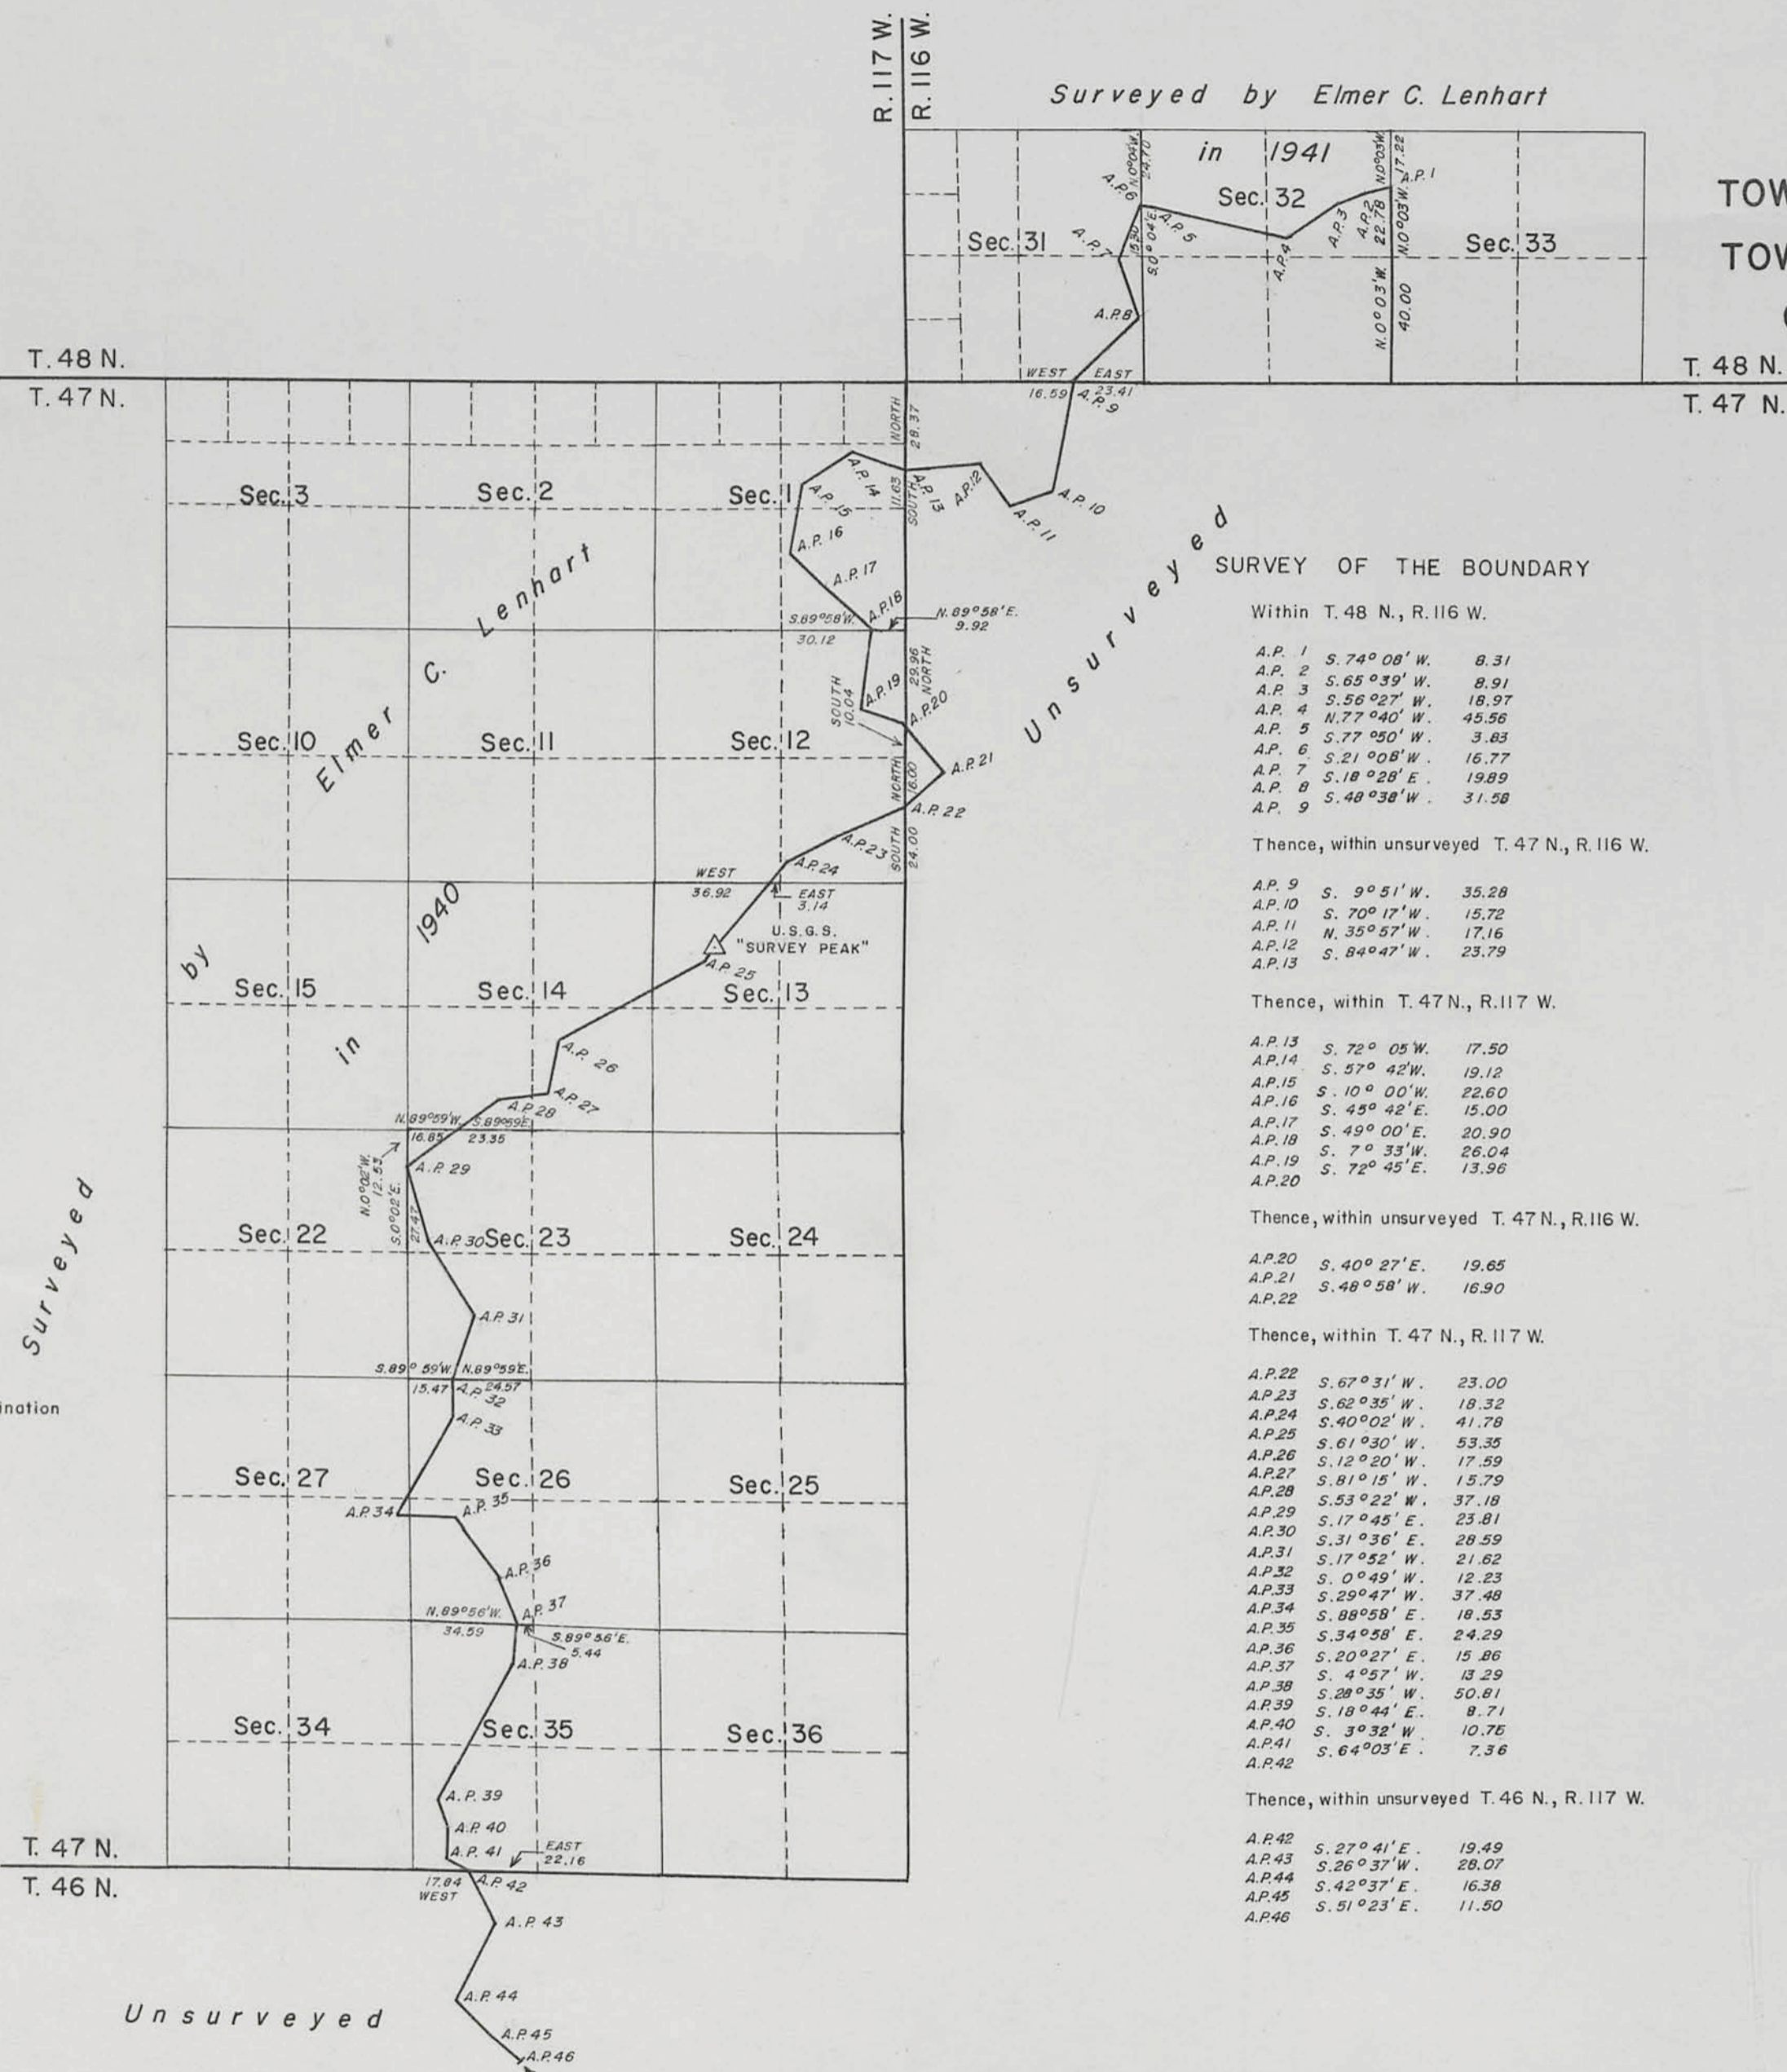 R. 117 W.
R. 116 W.
Surveyed by Elmer C. Lenhart
in 1941
N.0°04'W.
24.70
N.0°03'W.
17.22
A.P. 1
A.P. 6
Sec. 32
A.P. 5
A.P. 3
A.P. 2
22.78
N.0°03'W.
TOW
Sec. 31
A.P. 7
S.0°04'E.
A.P. 4
Sec. 33
TOW
A.P. 8
N.0°03'W.
40.00
T. 48 N.
T. 47 N.
WEST EAST
16.59 23.41
A.P. 9
T. 48 N.
T. 47 N.
NORTH
28.37
Sec. 3
Sec. 2
Sec. 1
A.P. 14
A.P. 15
11.63
SOUTH
A.P. 13
A.P. 12
A.P. 10
A.P. 11
A.P. 16
A.P. 17
A.P. 18
S.89°58'W.
30.12
N.89°58'E.
9.92
29.96
NORTH
SOUTH
10.04
A.P. 19
A.P. 20
Unsurveyed
Sec. 10
Sec. 11
Sec. 12
A.P. 21
NORTH
16.00
A.P. 22
SOUTH
24.00
A.P. 23
A.P. 24
WEST
36.92
EAST
3.14
U.S.G.S.
"SURVEY PEAK"
A.P. 25
Sec. 15
Sec. 14
Sec. 13
A.P. 26
A.P. 27
A.P. 28
N.89°59'W. S.89°59'E.
16.65 23.35
N.0°02'W.
12.53
A.P. 29
S.0°02'E.
27.47
Sec. 22
A.P. 30
Sec. 23
Sec. 24
A.P. 31
S.89°59'W. N.89°59'E.
15.47 24.57
A.P. 32
A.P. 33
ination
Sec. 27
Sec. 26
Sec. 25
A.P. 34
A.P. 35
A.P. 36
N.89°56'W.
34.59
A.P. 37
S.89°56'E.
5.44
A.P. 38
Sec. 34
Sec. 35
Sec. 36
A.P. 39
A.P. 40
A.P. 41
EAST
22.16
T. 47 N.
T. 46 N.
17.84
WEST
A.P. 42
A.P. 43
A.P. 44
A.P. 45
A.P. 46
Unsurveyed
Surveyed
by
Elmer C. Lenhart
in
1940
SURVEY OF THE BOUNDARY
Within T. 48 N., R. 116 W.
A.P. 1
S. 74° 08' W. 8.31
A.P. 2
S. 65° 39' W. 8.91
A.P. 3
S. 56° 27' W. 18.97
A.P. 4
N. 77° 40' W. 45.56
A.P. 5
S. 77° 50' W. 3.83
A.P. 6
S. 21° 08' W. 16.77
A.P. 7
S. 18° 28' E. 19.89
A.P. 8
S. 48° 38' W. 31.58
A.P. 9
Thence, within unsurveyed T. 47 N., R. 116 W.
A.P. 9
S. 9° 51' W. 35.28
A.P. 10
S. 70° 17' W. 15.72
A.P. 11
N. 35° 57' W. 17.16
A.P. 12
S. 84° 47' W. 23.79
A.P. 13
Thence, within T. 47 N., R. 117 W.
A.P. 13
S. 72° 05' W. 17.50
A.P. 14
S. 57° 42' W. 19.12
A.P. 15
S. 10° 00' W. 22.60
A.P. 16
S. 45° 42' E. 15.00
A.P. 17
S. 49° 00' E. 20.90
A.P. 18
S. 7° 33' W. 26.04
A.P. 19
S. 72° 45' E. 13.96
A.P. 20
Thence, within unsurveyed T. 47 N., R. 116 W.
A.P. 20
S. 40° 27' E. 19.65
A.P. 21
S. 48° 58' W. 16.90
A.P. 22
Thence, within T. 47 N., R. 117 W.
A.P. 22
S. 67° 31' W. 23.00
A.P. 23
S. 62° 35' W. 18.32
A.P. 24
S. 40° 02' W. 41.78
A.P. 25
S. 61° 30' W. 53.35
A.P. 26
S. 12° 20' W. 17.59
A.P. 27
S. 81° 15' W. 15.79
A.P. 28
S. 53° 22' W. 37.18
A.P. 29
S. 17° 45' E. 23.81
A.P. 30
S. 31° 36' E. 28.59
A.P. 31
S. 17° 52' W. 21.62
A.P. 32
S. 0° 49' W. 12.23
A.P. 33
S. 29° 47' W. 37.48
A.P. 34
S. 88° 58' E. 18.53
A.P. 35
S. 34° 58' E. 24.29
A.P. 36
S. 20° 27' E. 15.86
A.P. 37
S. 4° 57' W. 13.29
A.P. 38
S. 28° 35' W. 50.81
A.P. 39
S. 18° 44' E. 8.71
A.P. 40
S. 3° 32' W. 10.75
A.P. 41
S. 64° 03' E. 7.36
A.P. 42
Thence, within unsurveyed T. 46 N., R. 117 W.
A.P. 42
S. 27° 41' E. 19.49
A.P. 43
S. 26° 37' W. 28.07
A.P. 44
S. 42° 37' E. 16.38
A.P. 45
S. 51° 23' E. 11.50
A.P. 46